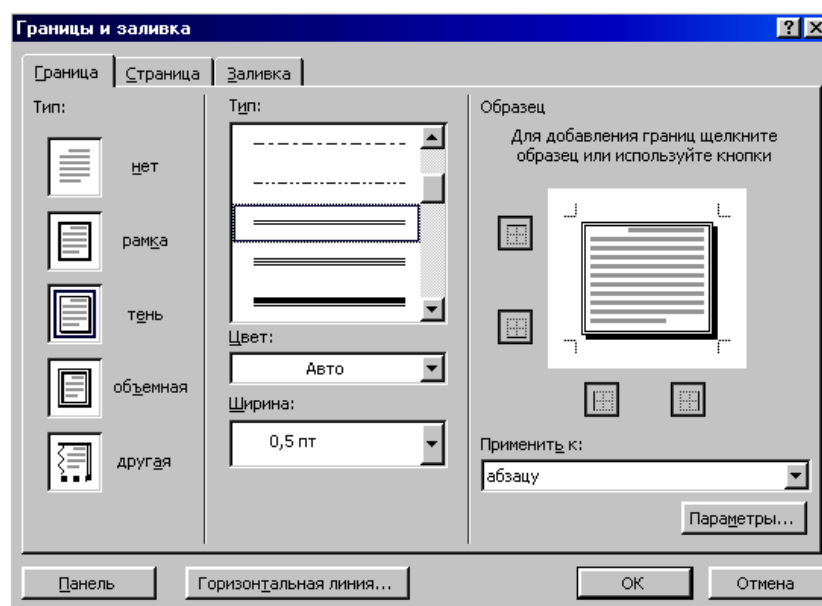 Границы и заливка
Граница Страница Заливка
Тип:
нет
рамка
тень
объемная
другая
Тип:
Цвет:
Авто
Ширина:
0,5 пт
Образец
Для добавления границ щелкните
образец или используйте кнопки
Применить к:
абзацу
Параметры...
Панель Горизонтальная линия... ОК Отмена